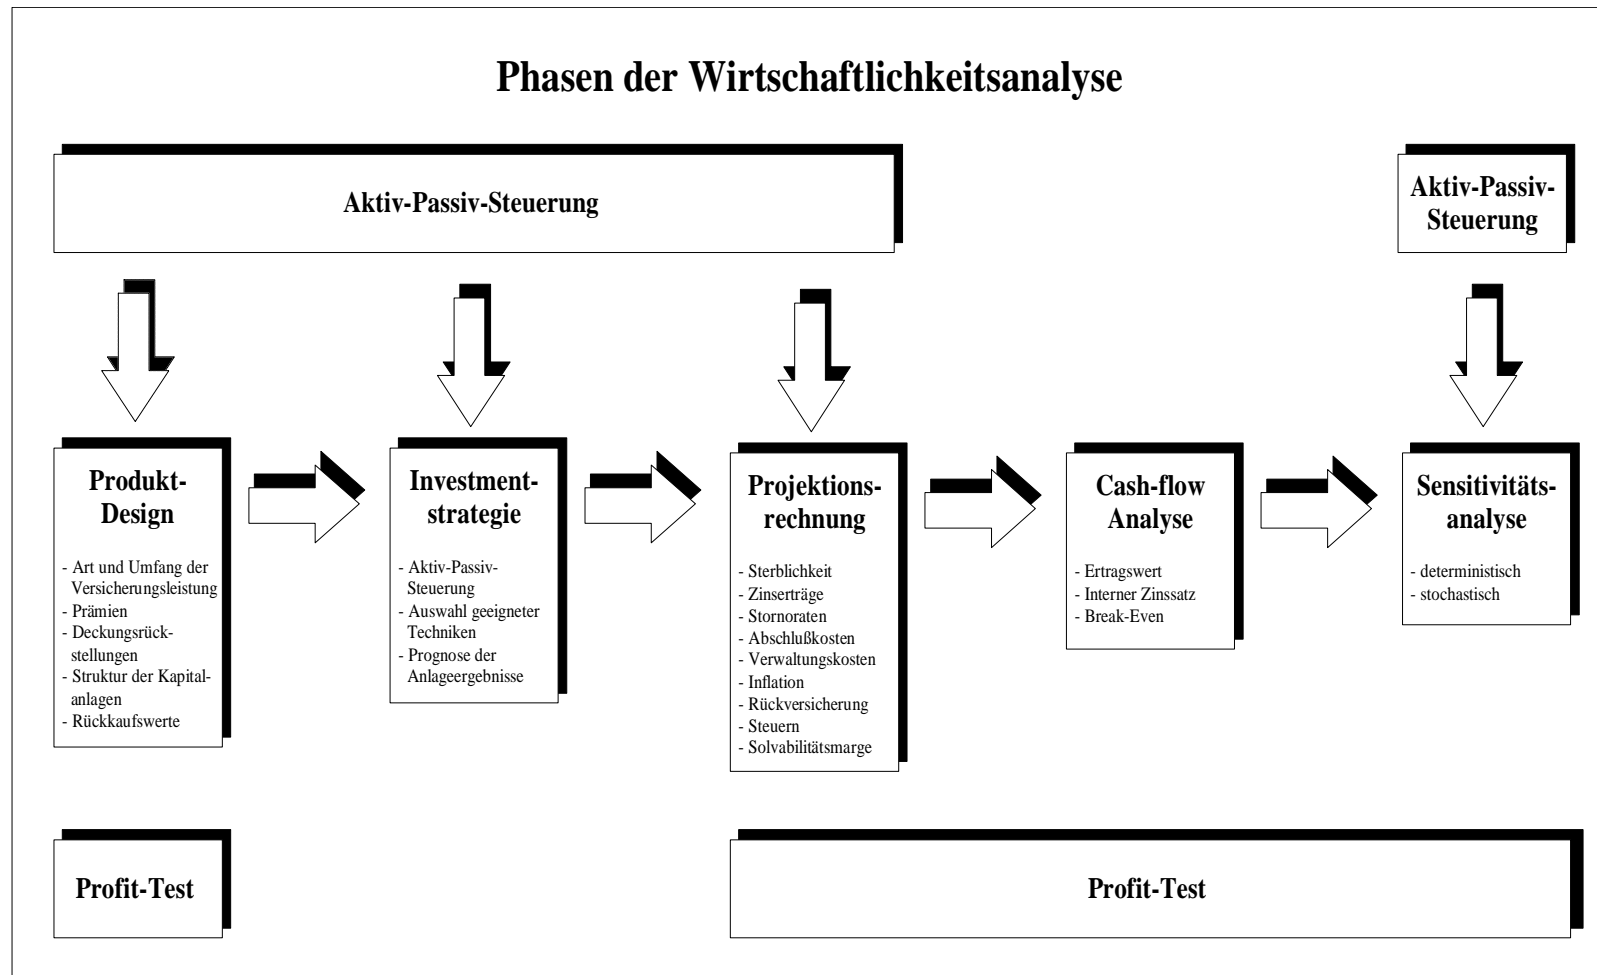 Phasen der Wirtschaftlichkeitsanalyse
Aktiv-Passiv-Steuerung
Aktiv-Passiv-
Steuerung
Produkt-
Design
- Art und Umfang der
Versicherungsleistung
- Prämien
- Deckungsrück-
stellungen
- Struktur der Kapital-
anlagen
- Rückkaufswerte
Investment-
strategie
- Aktiv-Passiv-
Steuerung
- Auswahl geeigneter
Techniken
- Prognose der
Anlageergebnisse
Projektions-
rechnung
- Sterblichkeit
- Zinserträge
- Stornoraten
- Abschlußkosten
- Verwaltungskosten
- Inflation
- Rückversicherung
- Steuern
- Solvabilitätsmarge
Cash-flow
Analyse
- Ertragswert
- Interner Zinssatz
- Break-Even
Sensitivitäts-
analyse
- deterministisch
- stochastisch
Profit-Test
Profit-Test